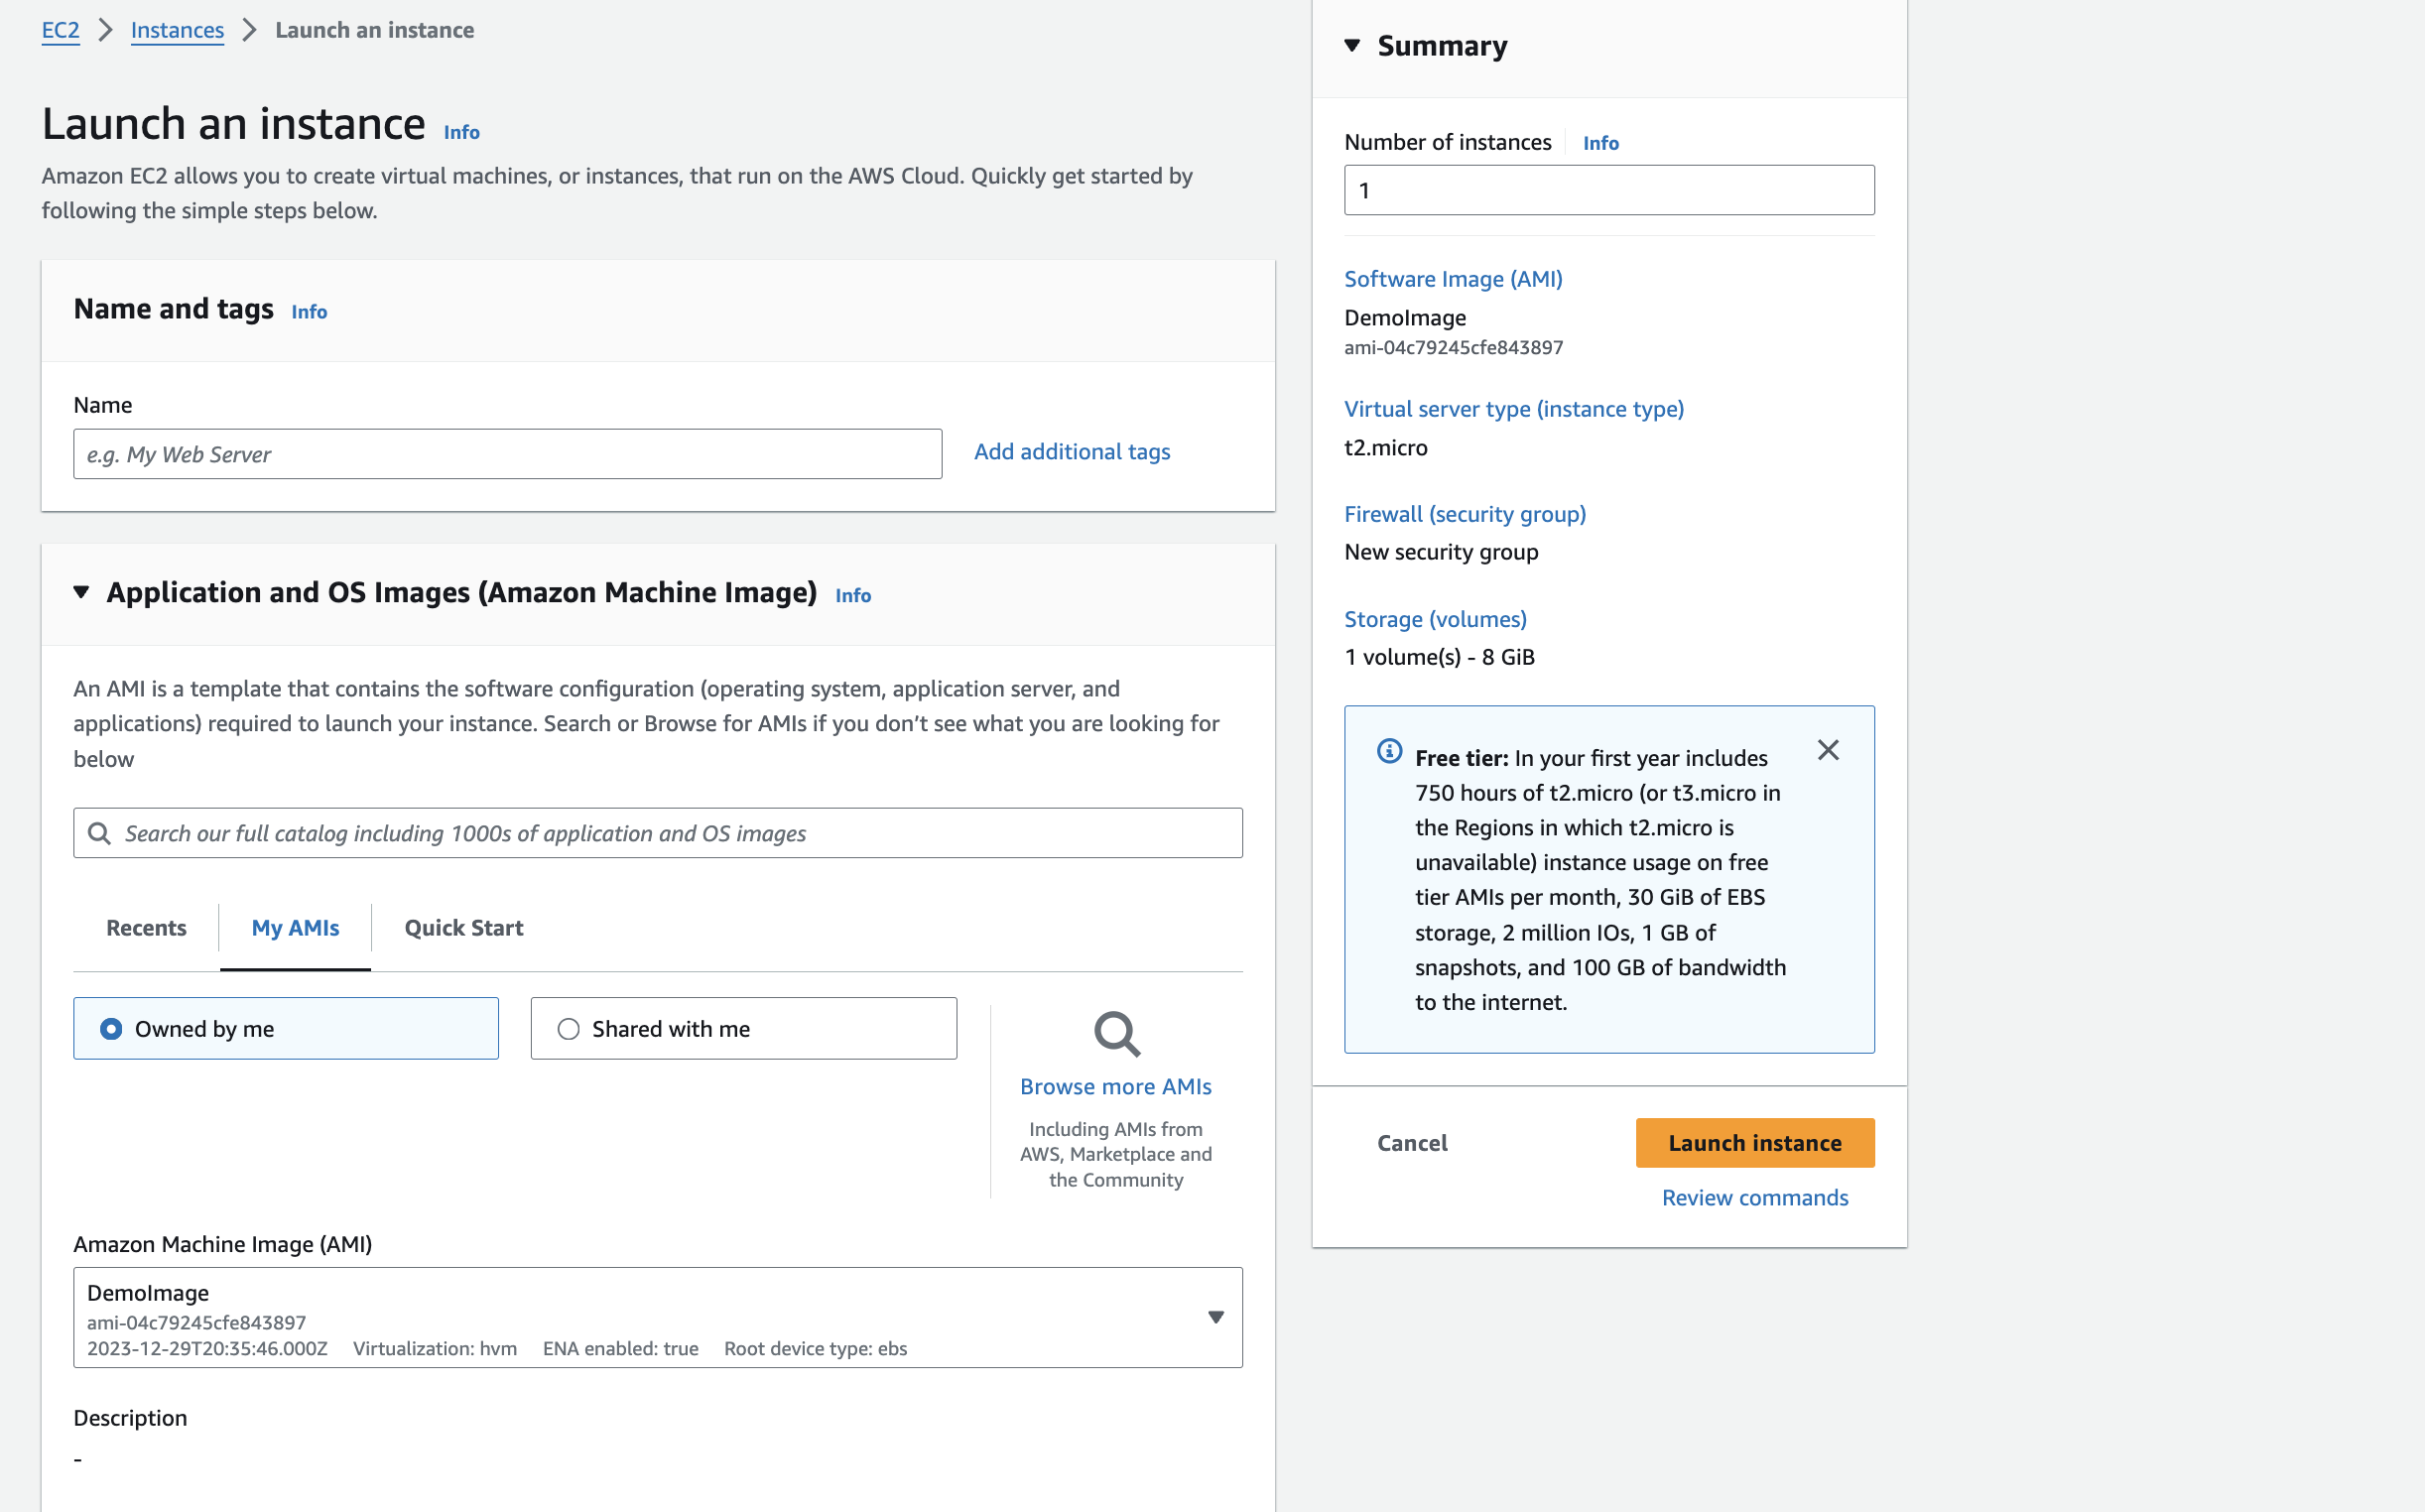 EC2 > Instances > Launch an instance
Launch an instance Info
Amazon EC2 allows you to create virtual machines, or instances, that run on the AWS Cloud. Quickly get started by
following the simple steps below.
Name and tags Info
Name
e.g. My Web Server
Add additional tags
Application and OS Images (Amazon Machine Image) Info
An AMI is a template that contains the software configuration (operating system, application server, and
applications) required to launch your instance. Search or Browse for AMIs if you don’t see what you are looking for
below
Search our full catalog including 1000s of application and OS images
Recents My AMIs Quick Start
Owned by me
Shared with me
Browse more AMIs
Including AMIs from
AWS, Marketplace and
the Community
Amazon Machine Image (AMI)
DemoImage
ami-04c79245cfe843897
2023-12-29T20:35:46.000Z Virtualization: hvm ENA enabled: true Root device type: ebs
Description
-
Summary
Number of instances Info
1
Software Image (AMI)
DemoImage
ami-04c79245cfe843897
Virtual server type (instance type)
t2.micro
Firewall (security group)
New security group
Storage (volumes)
1 volume(s) - 8 GiB
Free tier: In your first year includes
750 hours of t2.micro (or t3.micro in
the Regions in which t2.micro is
unavailable) instance usage on free
tier AMIs per month, 30 GiB of EBS
storage, 2 million IOs, 1 GB of
snapshots, and 100 GB of bandwidth
to the internet.
Cancel
Launch instance
Review commands